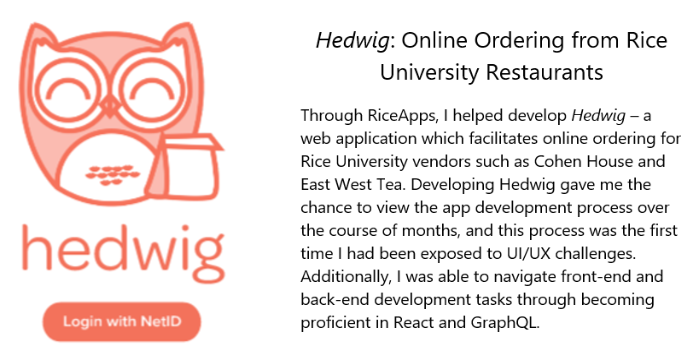 hedwig
Login with NetID
Hedwig: Online Ordering from Rice
University Restaurants
Through RiceApps, I helped develop Hedwig – a
web application which facilitates online ordering for
Rice University vendors such as Cohen House and
East West Tea. Developing Hedwig gave me the
chance to view the app development process over
the course of months, and this process was the first
time I had been exposed to UI/UX challenges.
Additionally, I was able to navigate front-end and
back-end development tasks through becoming
proficient in React and GraphQL.